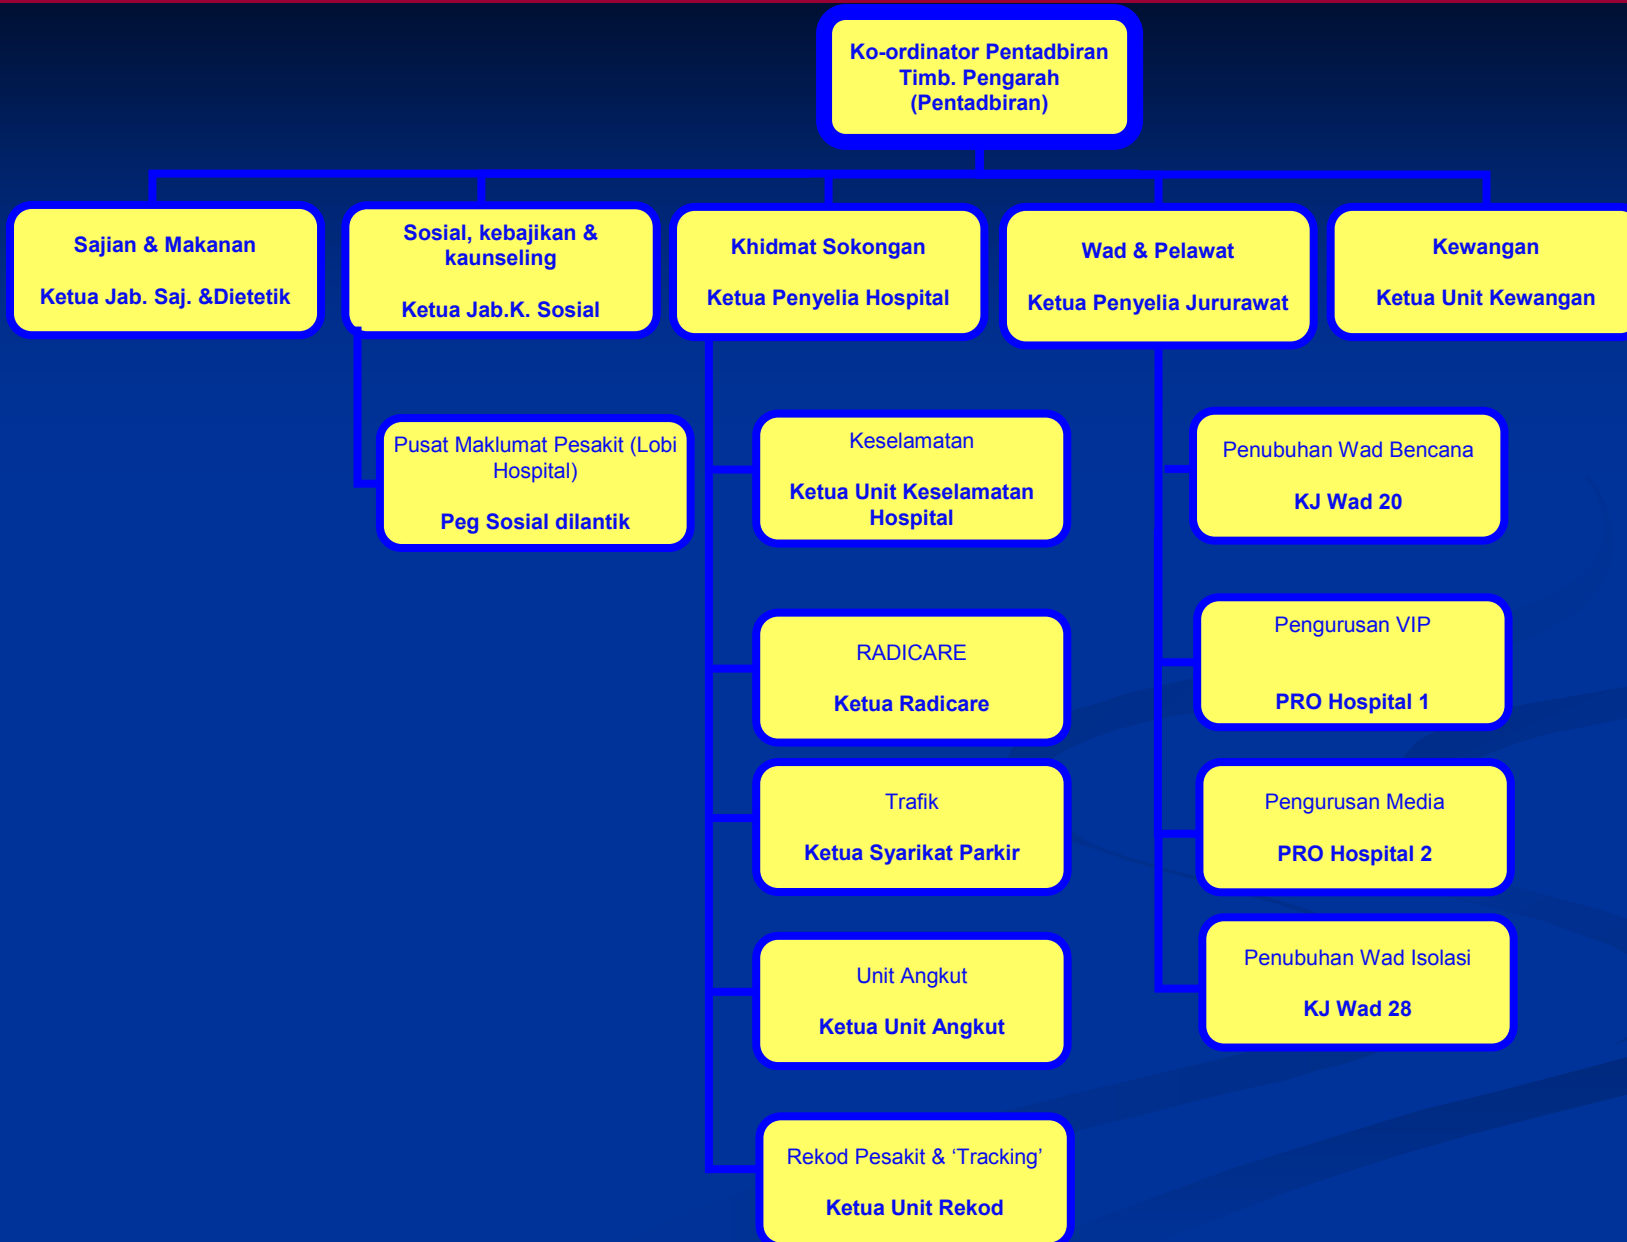 Ko-ordinator Pentadbiran
Timb. Pengarah
(Pentadbiran)
Sajian & Makanan
Ketua Jab. Saj. &Dietetik
Sosial, kebajikan &
kaunseling
Ketua Jab.K. Sosial
Khidmat Sokongan
Ketua Penyelia Hospital
Wad & Pelawat
Ketua Penyelia Jururawat
Kewangan
Ketua Unit Kewangan
Pusat Maklumat Pesakit (Lobi
Hospital)
Peg Sosial dilantik
Keselamatan
Ketua Unit Keselamatan
Hospital
RADICARE
Ketua Radicare
Trafik
Ketua Syarikat Parkir
Unit Angkut
Ketua Unit Angkut
Rekod Pesakit & ‘Tracking’
Ketua Unit Rekod
Penubuhan Wad Bencana
KJ Wad 20
Pengurusan VIP
PRO Hospital 1
Pengurusan Media
PRO Hospital 2
Penubuhan Wad Isolasi
KJ Wad 28